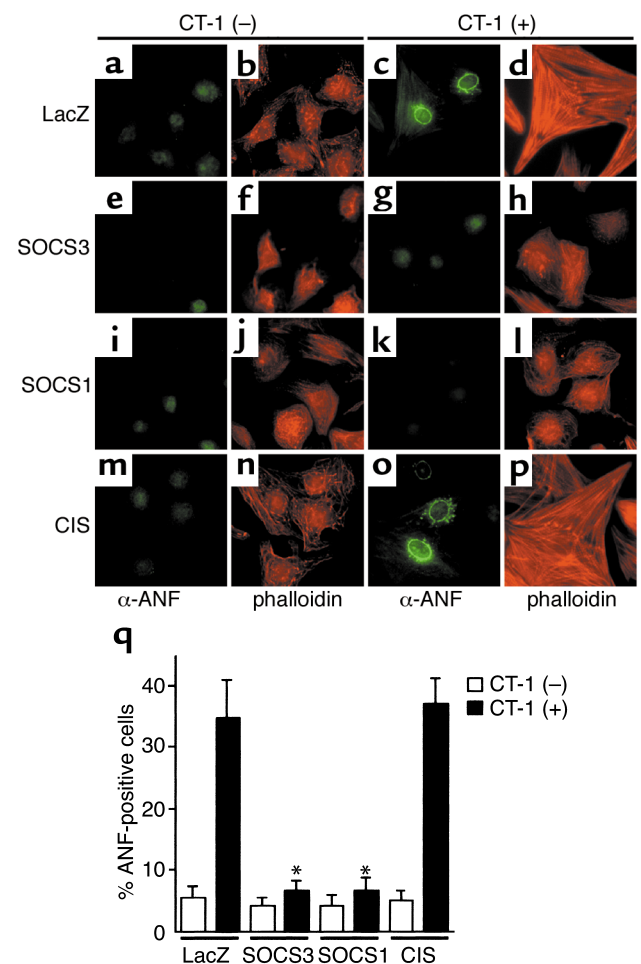 CT-1 (–) CT-1 (+)
a b c d
LacZ
e f g h
SOCS3
i j k l
SOCS1
m n o p
CIS
α-ANF phalloidin α-ANF phalloidin
q
% ANF-positive cells
40
30
20
10
0
* *
CT-1 (–)
CT-1 (+)
LacZ SOCS3 SOCS1 CIS